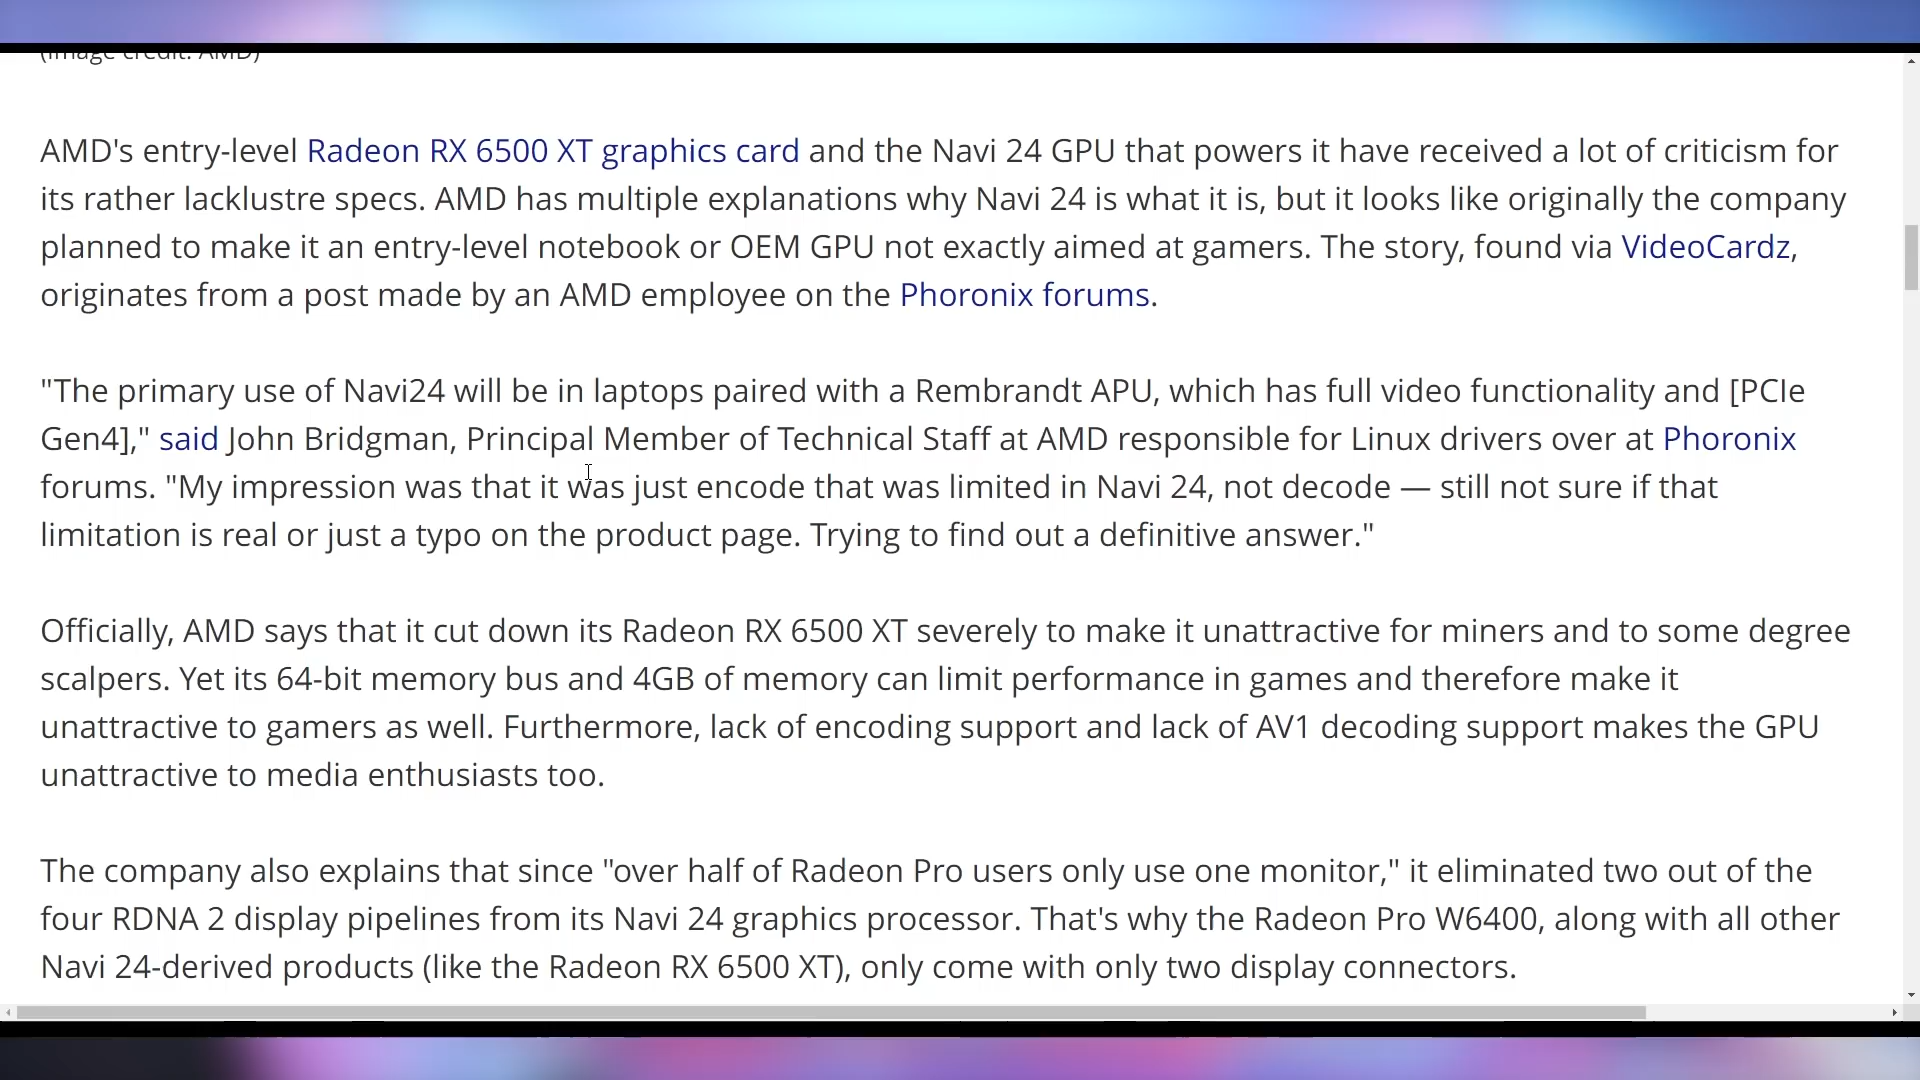 (Image credit: AMD)
AMD's entry-level Radeon RX 6500 XT graphics card and the Navi 24 GPU that powers it have received a lot of criticism for
its rather lacklustre specs. AMD has multiple explanations why Navi 24 is what it is, but it looks like originally the company
planned to make it an entry-level notebook or OEM GPU not exactly aimed at gamers. The story, found via VideoCardz,
originates from a post made by an AMD employee on the Phoronix forums.
"The primary use of Navi24 will be in laptops paired with a Rembrandt APU, which has full video functionality and [PCIe
Gen4]," said John Bridgman, Principal Member of Technical Staff at AMD responsible for Linux drivers over at Phoronix
forums. "My impression was that it was just encode that was limited in Navi 24, not decode — still not sure if that
limitation is real or just a typo on the product page. Trying to find out a definitive answer."
Officially, AMD says that it cut down its Radeon RX 6500 XT severely to make it unattractive for miners and to some degree
scalpers. Yet its 64-bit memory bus and 4GB of memory can limit performance in games and therefore make it
unattractive to gamers as well. Furthermore, lack of encoding support and lack of AV1 decoding support makes the GPU
unattractive to media enthusiasts too.
The company also explains that since "over half of Radeon Pro users only use one monitor," it eliminated two out of the
four RDNA 2 display pipelines from its Navi 24 graphics processor. That's why the Radeon Pro W6400, along with all other
Navi 24-derived products (like the Radeon RX 6500 XT), only come with only two display connectors.